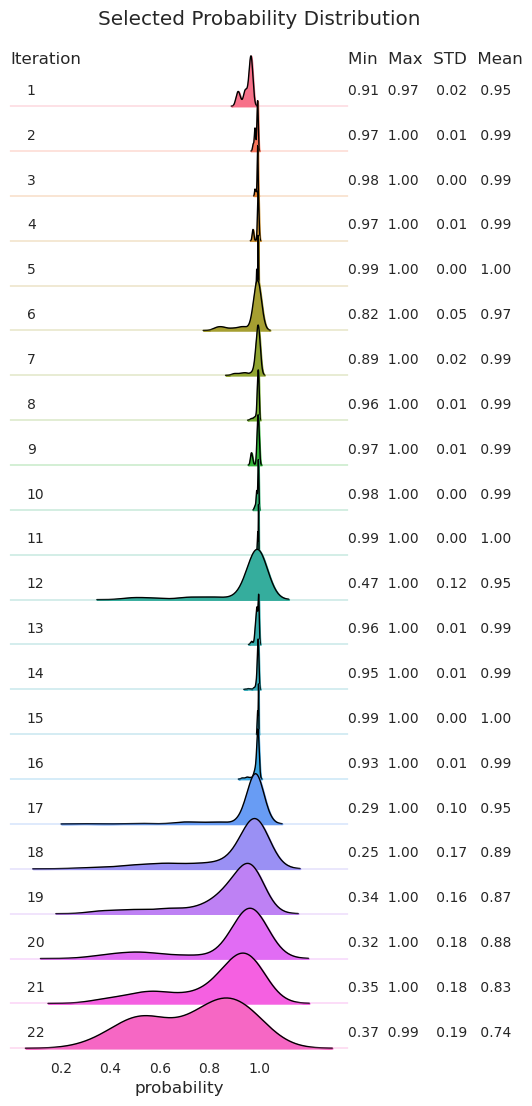 Selected Probability Distribution
Iteration Min Max STD Mean
1 0.91 0.97 0.02 0.95
2 0.97 1.00 0.01 0.99
3 0.98 1.00 0.00 0.99
4 0.97 1.00 0.01 0.99
5 0.99 1.00 0.00 1.00
6 0.82 1.00 0.05 0.97
7 0.89 1.00 0.02 0.99
8 0.96 1.00 0.01 0.99
9 0.97 1.00 0.01 0.99
10 0.98 1.00 0.00 0.99
11 0.99 1.00 0.00 1.00
12 0.47 1.00 0.12 0.95
13 0.96 1.00 0.01 0.99
14 0.95 1.00 0.01 0.99
15 0.99 1.00 0.00 1.00
16 0.93 1.00 0.01 0.99
17 0.29 1.00 0.10 0.95
18 0.25 1.00 0.17 0.89
19 0.34 1.00 0.16 0.87
20 0.32 1.00 0.18 0.88
21 0.35 1.00 0.18 0.83
22 0.37 0.99 0.19 0.74
0.2 0.4 0.6 0.8 1.0
probability